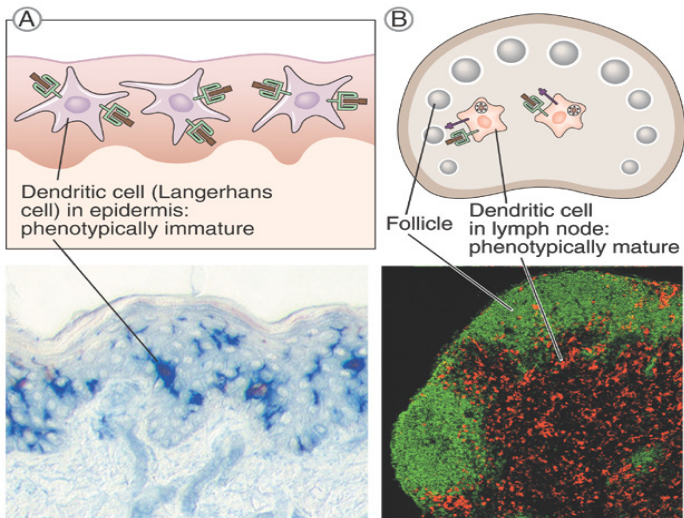 A
B
Dendritic cell (Langerhans
cell) in epidermis:
phenotypically immature
Follicle
Dendritic cell
in lymph node:
phenotypically mature